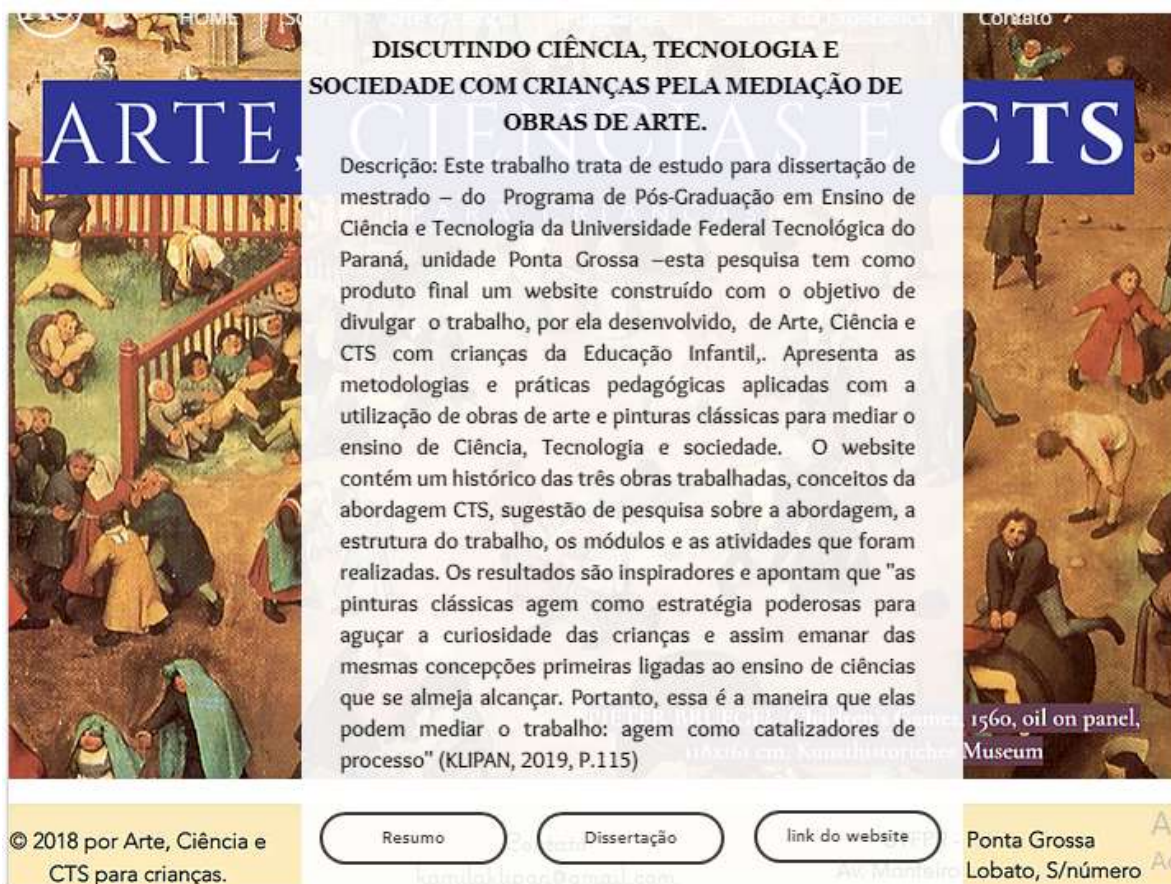 HOME
Sobre
Contato
DISCUTINDO CIÊNCIA, TECNOLOGIA E
SOCIEDADE COM CRIANÇAS PELA MEDIAÇÃO DE
OBRAS DE ARTE.
ARTE, CIÊNCIAS E CTS
Descrição: Este trabalho trata de estudo para dissertação de
mestrado – do Programa de Pós-Graduação em Ensino de
Ciência e Tecnologia da Universidade Federal Tecnológica do
Paraná, unidade Ponta Grossa –esta pesquisa tem como
produto final um website construído com o objetivo de
divulgar o trabalho, por ela desenvolvido, de Arte, Ciência e
CTS com crianças da Educação Infantil,. Apresenta as
metodologias e práticas pedagógicas aplicadas com a
utilização de obras de arte e pinturas clássicas para mediar o
ensino de Ciência, Tecnologia e sociedade. O website
contém um histórico das três obras trabalhadas, conceitos da
abordagem CTS, sugestão de pesquisa sobre a abordagem, a
estrutura do trabalho, os módulos e as atividades que foram
realizadas. Os resultados são inspiradores e apontam que "as
pinturas clássicas agem como estratégia poderosas para
aguçar a curiosidade das crianças e assim emanar das
mesmas concepções primeiras ligadas ao ensino de ciências
que se almeja alcançar. Portanto, essa é a maneira que elas
podem mediar o trabalho: agem como catalizadores de
processo" (KLIPAN, 2019, P.115)
1560, oil on panel,
Museum
© 2018 por Arte, Ciência e
CTS para crianças.
Resumo
Dissertação
link do website
Contato
Ponta Grossa
Av. Monteiro Lobato, S/número